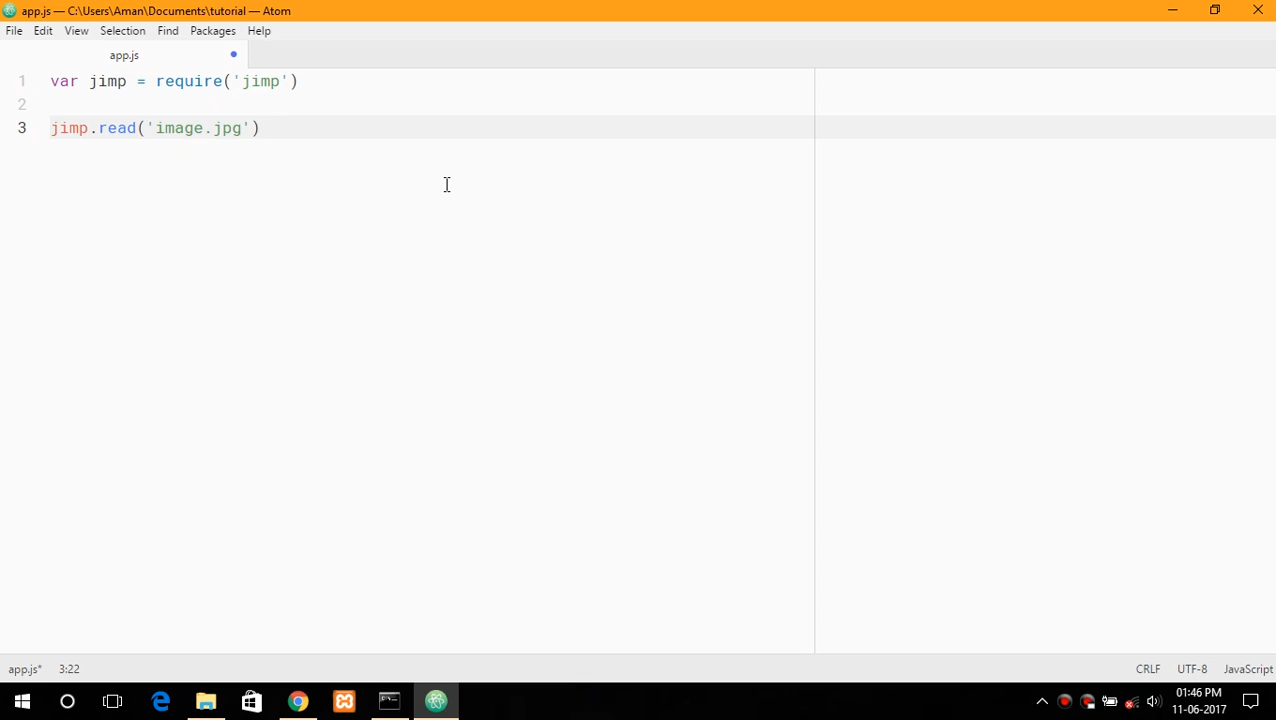 app.js — C:\Users\Aman\Documents\tutorial — Atom
File Edit View Selection Find Packages Help
app.js
1 var jimp = require('jimp')
2
3 jimp.read('image.jpg')
app.js* 3:22 CRLF UTF-8 JavaScript
01:46 PM
11-06-2017